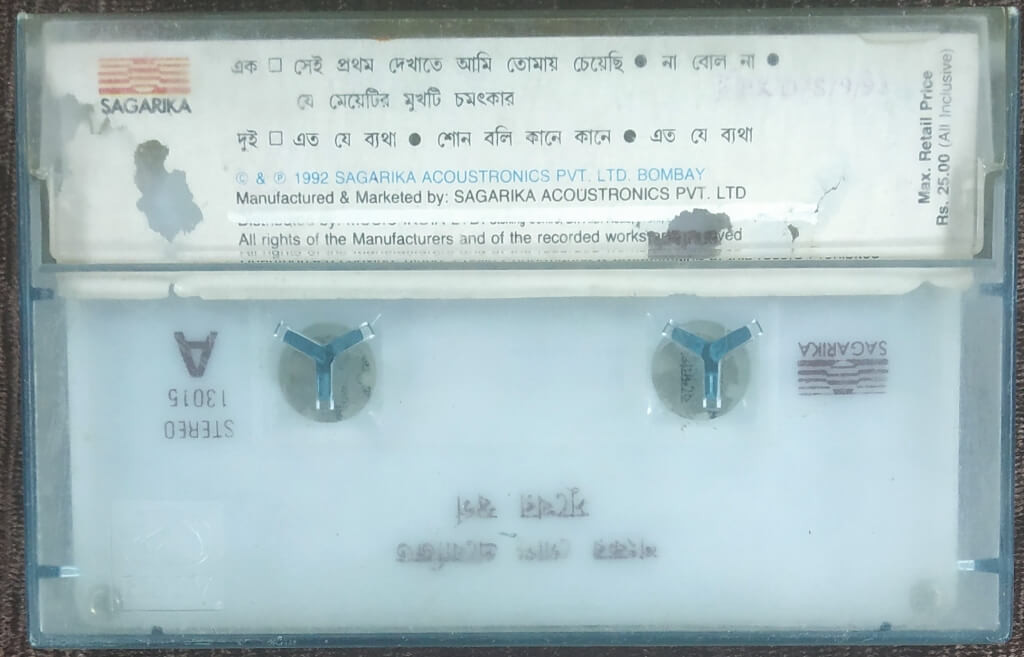 এক □ সেই প্রথম দেখাতে আমি তোমায় চেয়েছি ● না বোল না ●
যে মেয়েটির মুখটি চমৎকার
দুই □ এত যে ব্যথা ● শোন বলি কানে কানে ● এত যে ব্যথা
SAGARIKA
© & ℗ 1992 SAGARIKA ACOUSTRONICS PVT. LTD. BOMBAY
Manufactured & Marketed by: SAGARIKA ACOUSTRONICS PVT. LTD
All rights of the Manufacturers and of the recorded works
Max. Retail Price
Rs. 25.00 (All Inclusive)
A
13015
STEREO
SAGARIKA